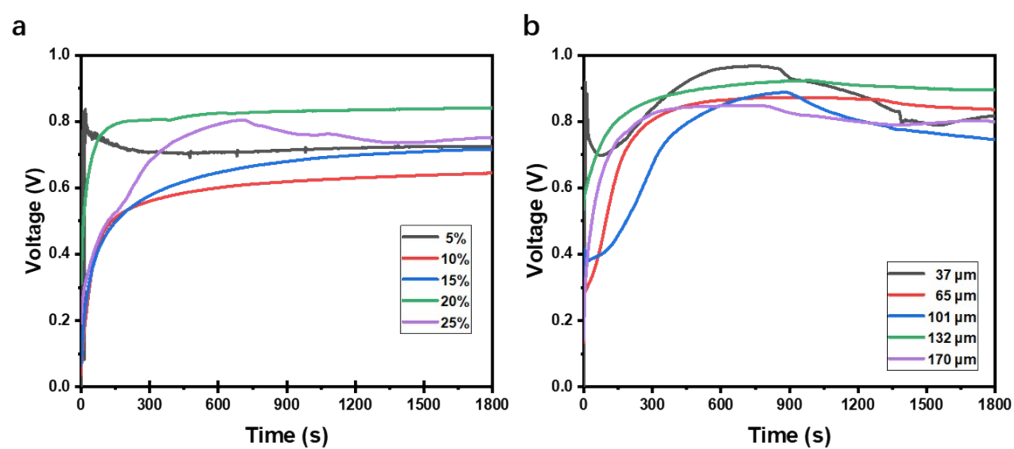 a
1.0
0.8
0.6
0.4
0.2
0.0
Voltage (V)
0 300 600 900 1200 1500 1800
Time (s)
5%
10%
15%
20%
25%
b
1.0
0.8
0.6
0.4
0.2
0.0
Voltage (V)
0 300 600 900 1200 1500 1800
Time (s)
37 μm
65 μm
101 μm
132 μm
170 μm